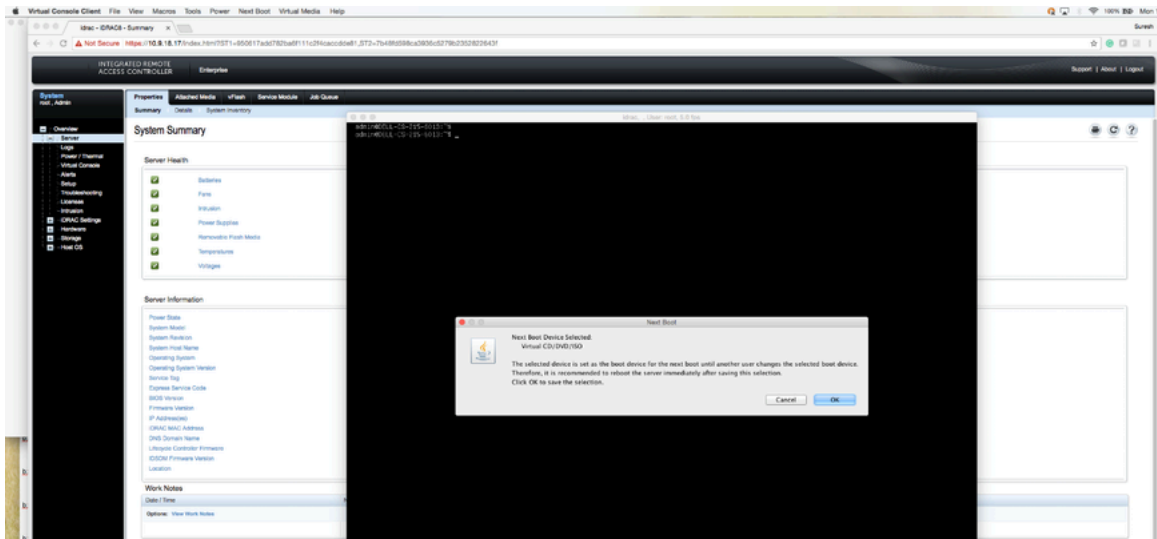 Virtual Console Client File View Macros Tools Power Next Boot Virtual Media Help
100% Mon
idrac - iDRAC8 - Summary
Suresh
Not Secure
INTEGRATED REMOTE ACCESS CONTROLLER Enterprise
Support | About | Logout
System
root , Admin
Properties Attached Media vFlash Service Module Job Queue
Summary Details System Inventory
Overview
Server
Logs
Power / Thermal
Virtual Console
Alerts
Setup
Troubleshooting
Licenses
Intrusion
iDRAC Settings
Hardware
Storage
Host OS
System Summary
Server Health
Batteries
Fans
Intrusion
Power Supplies
Removable Flash Media
Temperatures
Voltages
Server Information
Power State
System Model
System Revision
System Host Name
Operating System
Operating System Version
Service Tag
Express Service Code
BIOS Version
Firmware Version
IP Address(es)
iDRAC MAC Address
DNS Domain Name
Lifecycle Controller Firmware
IDSDM Firmware Version
Location
Work Notes
Date / Time
Options: View Work Notes
Next Boot
Next Boot Device Selected:
Virtual CD/DVD/ISO
The selected device is set as the boot device for the next boot until another user changes the selected boot device.
Therefore, it is recommended to reboot the server immediately after saving this selection.
Click OK to save the selection.
Cancel OK